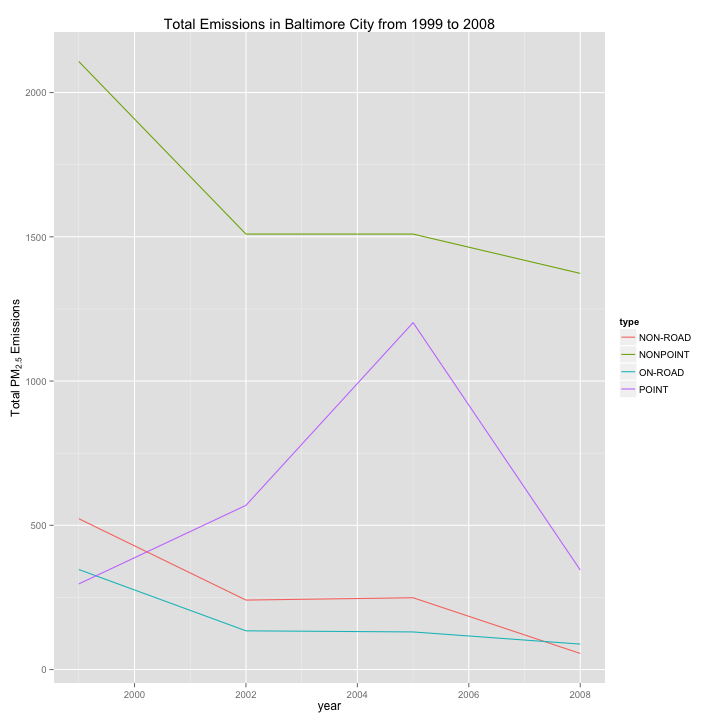 Total Emissions in Baltimore City from 1999 to 2008
Total PM2.5 Emissions
2000
1500
1000
500
0
2000 2002 2004 2006 2008
year
type
NON-ROAD
NONPOINT
ON-ROAD
POINT